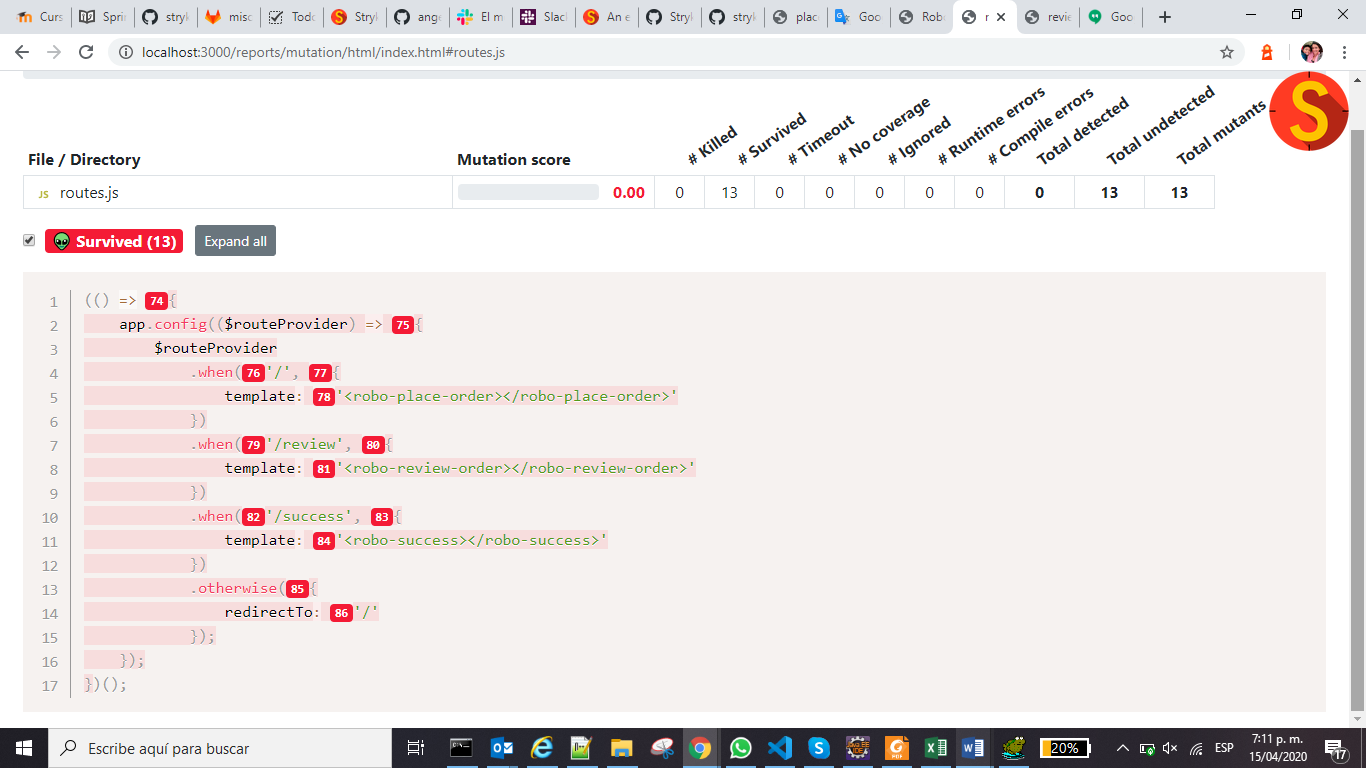 Curs
Sprin
stryk
misc
Todo
Stryk
ange
El m
Slack
An e
Stryk
stryk
place
Goo
Rob
r
revie
Goo
localhost:3000/reports/mutation/html/index.html#routes.js
S
File / Directory Mutation score # Killed # Survived # Timeout # No coverage # Ignored # Runtime errors # Compile errors Total detected Total undetected Total mutants
JS routes.js 0.00 0 13 0 0 0 0 0 0 13 13
Survived (13) Expand all
1 (() => 74{
2 app.config(($routeProvider) => 75{
3 $routeProvider
4 .when(76'/', 77{
5 template: 78'<robo-place-order></robo-place-order>'
6 })
7 .when(79'/review', 80{
8 template: 81'<robo-review-order></robo-review-order>'
9 })
10 .when(82'/success', 83{
11 template: 84'<robo-success></robo-success>'
12 })
13 .otherwise(85{
14 redirectTo: 86'/'
15 });
16 });
17 })();
Escribe aquí para buscar
20%
ESP
7:11 p. m.
15/04/2020
17